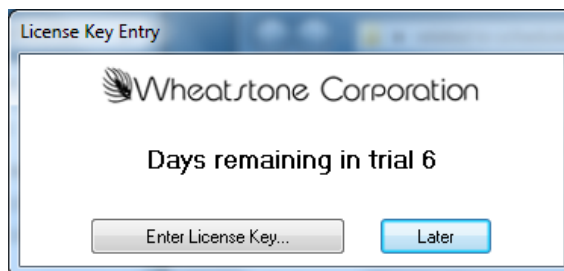 License Key Entry
Wheatstone Corporation
Days remaining in trial 6
Enter License Key... Later